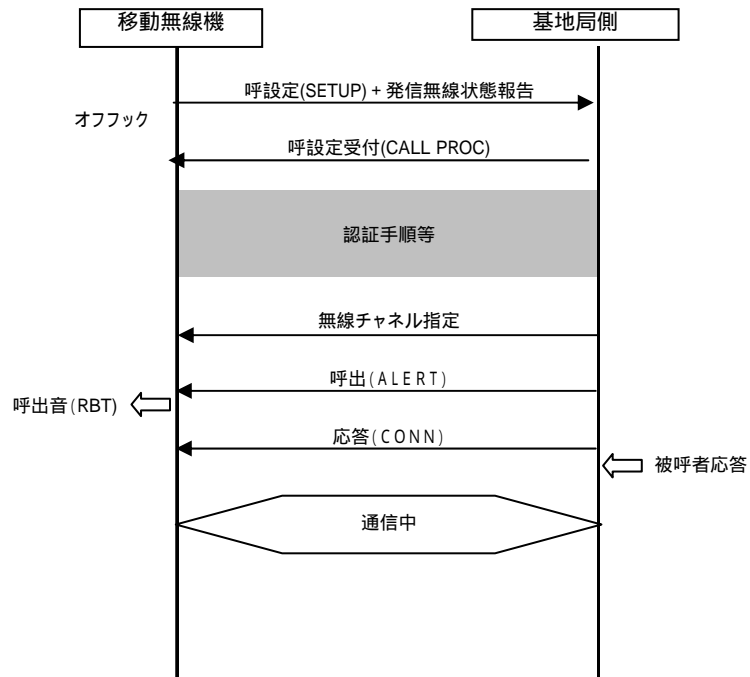 移動無線機
基地局側
呼設定(SETUP) + 発信無線状態報告
オフフック
呼設定受付(CALL PROC)
認証手順等
無線チャネル指定
呼出(ALERT)
呼出音(RBT)
応答(CONN)
被呼者応答
通信中